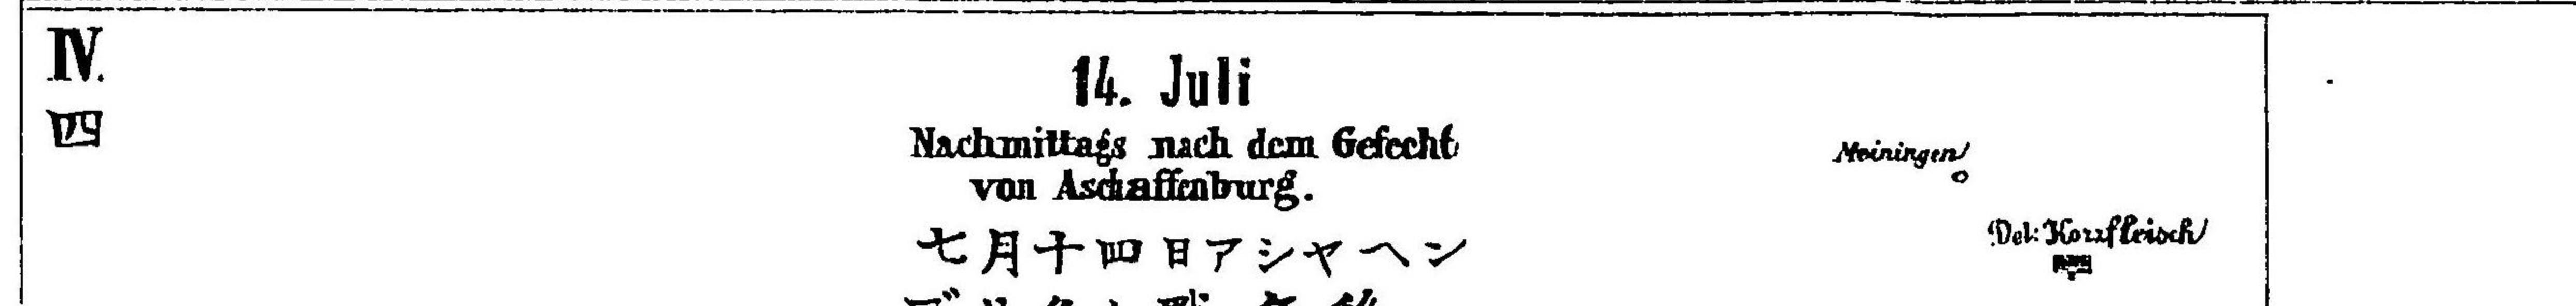 IV.
四
14. Juli
Nachmittags nach dem Gefecht
von Aschaffenburg.
七月十四日アシヤヘン
Meiningen
Det: Korzfleisch